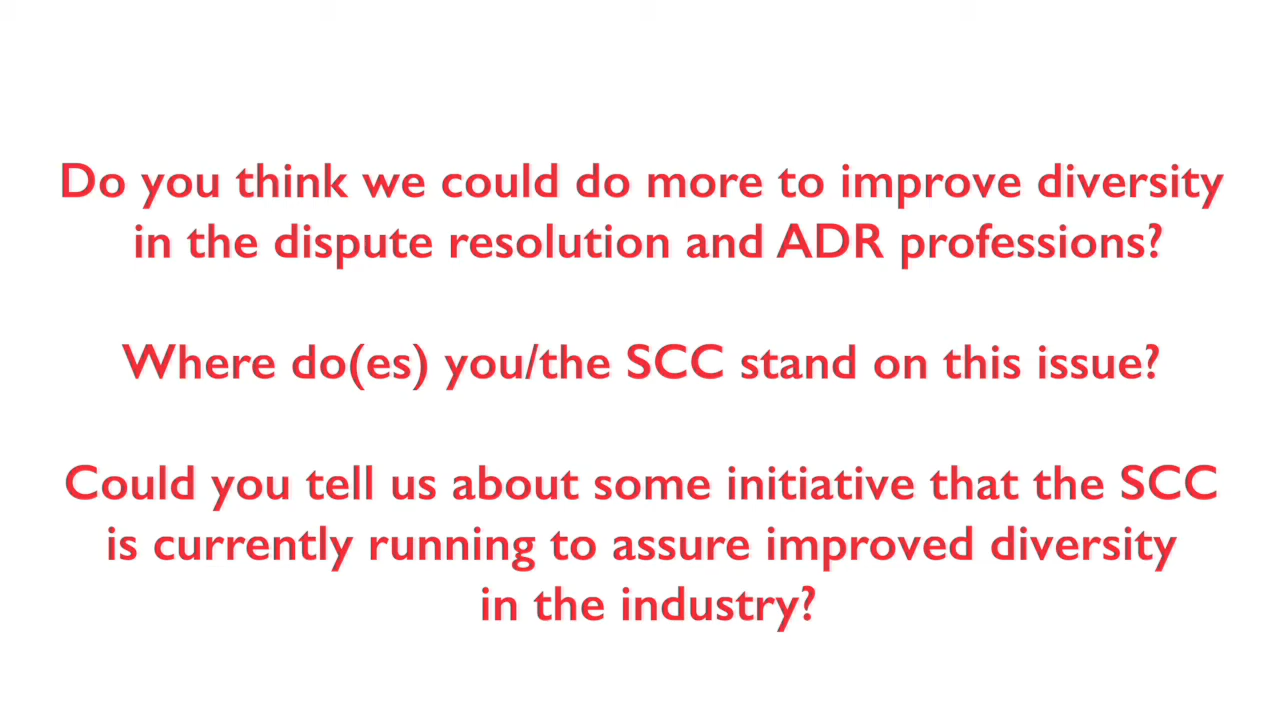 Do you think we could do more to improve diversity
in the dispute resolution and ADR professions?
Where do(es) you/the SCC stand on this issue?
Could you tell us about some initiative that the SCC
is currently running to assure improved diversity
in the industry?